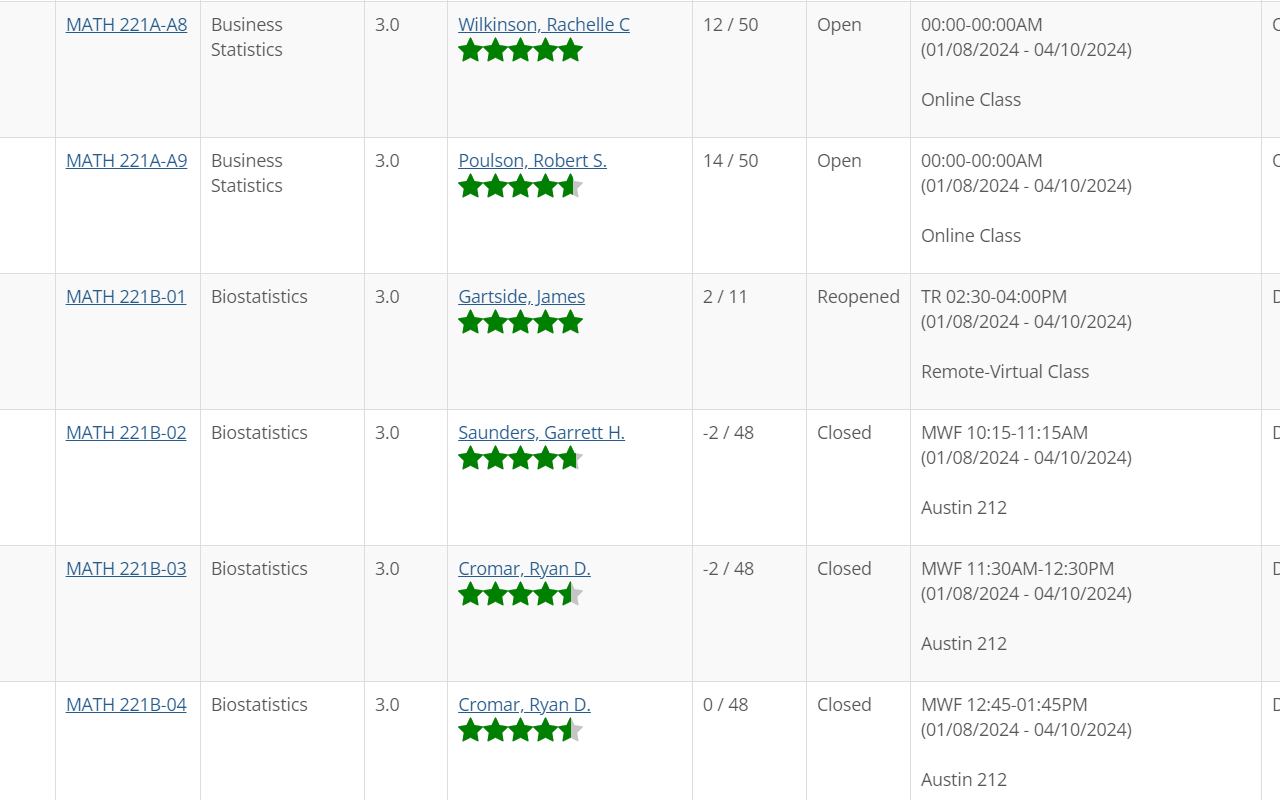 MATH 221A-A8 Business 3.0 Wilkinson, Rachelle C 12 / 50 Open 00:00-00:00AM
Statistics (01/08/2024 - 04/10/2024)
Online Class
MATH 221A-A9 Business 3.0 Poulson, Robert S. 14 / 50 Open 00:00-00:00AM
Statistics (01/08/2024 - 04/10/2024)
Online Class
MATH 221B-01 Biostatistics 3.0 Gartside, James 2 / 11 Reopened TR 02:30-04:00PM
(01/08/2024 - 04/10/2024)
Remote-Virtual Class
MATH 221B-02 Biostatistics 3.0 Saunders, Garrett H. -2 / 48 Closed MWF 10:15-11:15AM
(01/08/2024 - 04/10/2024)
Austin 212
MATH 221B-03 Biostatistics 3.0 Cromar, Ryan D. -2 / 48 Closed MWF 11:30AM-12:30PM
(01/08/2024 - 04/10/2024)
Austin 212
MATH 221B-04 Biostatistics 3.0 Cromar, Ryan D. 0 / 48 Closed MWF 12:45-01:45PM
(01/08/2024 - 04/10/2024)
Austin 212